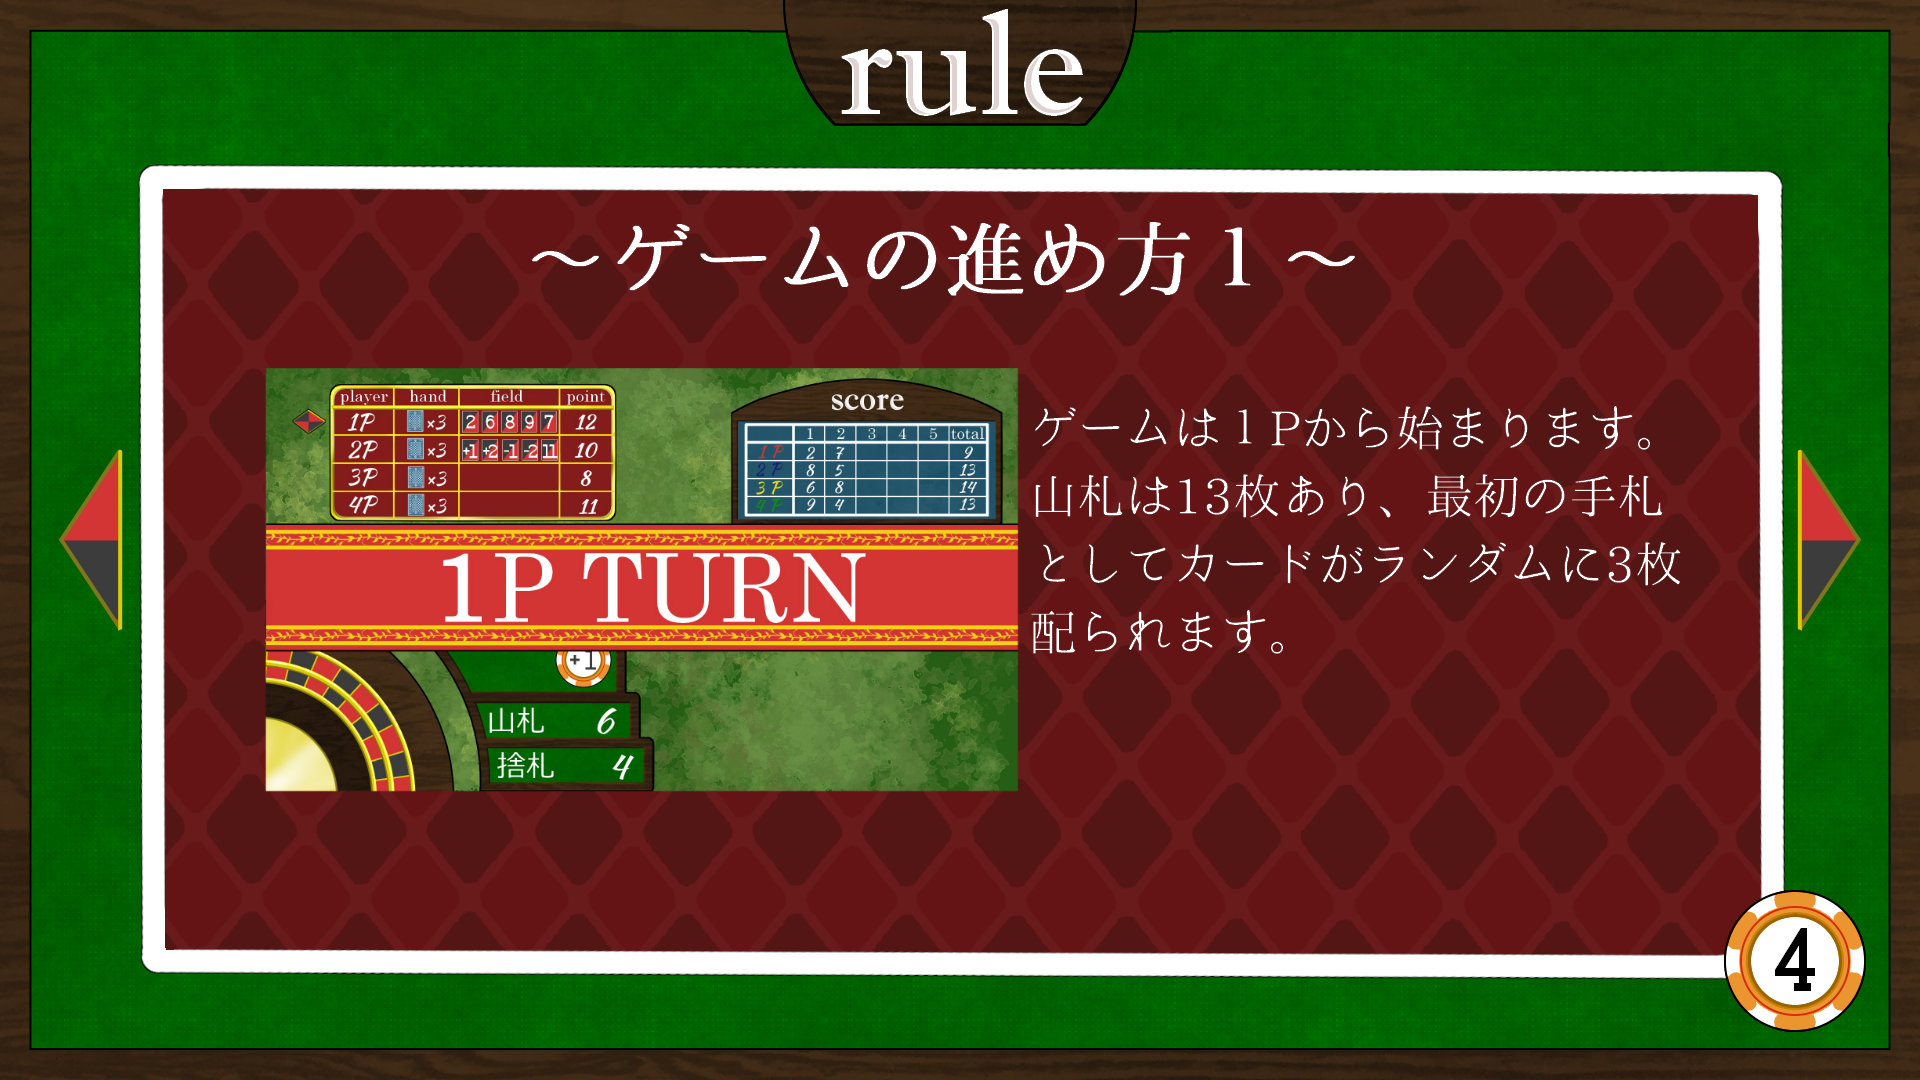 rule
～ゲームの進め方１～
player hand field point
1P ×3 2 6 8 9 7 12
2P ×3 +1 +2 -1 -2 11 10
3P ×3 8
4P ×3 11
score
1 2 3 4 5 total
1P 2 7 9
2P 8 5 13
3P 6 8 14
4P 9 4 13
1P TURN
+1
山札 6
捨札 4
ゲームは１Pから始まります。
山札は13枚あり、最初の手札
としてカードがランダムに3枚
配られます。
4